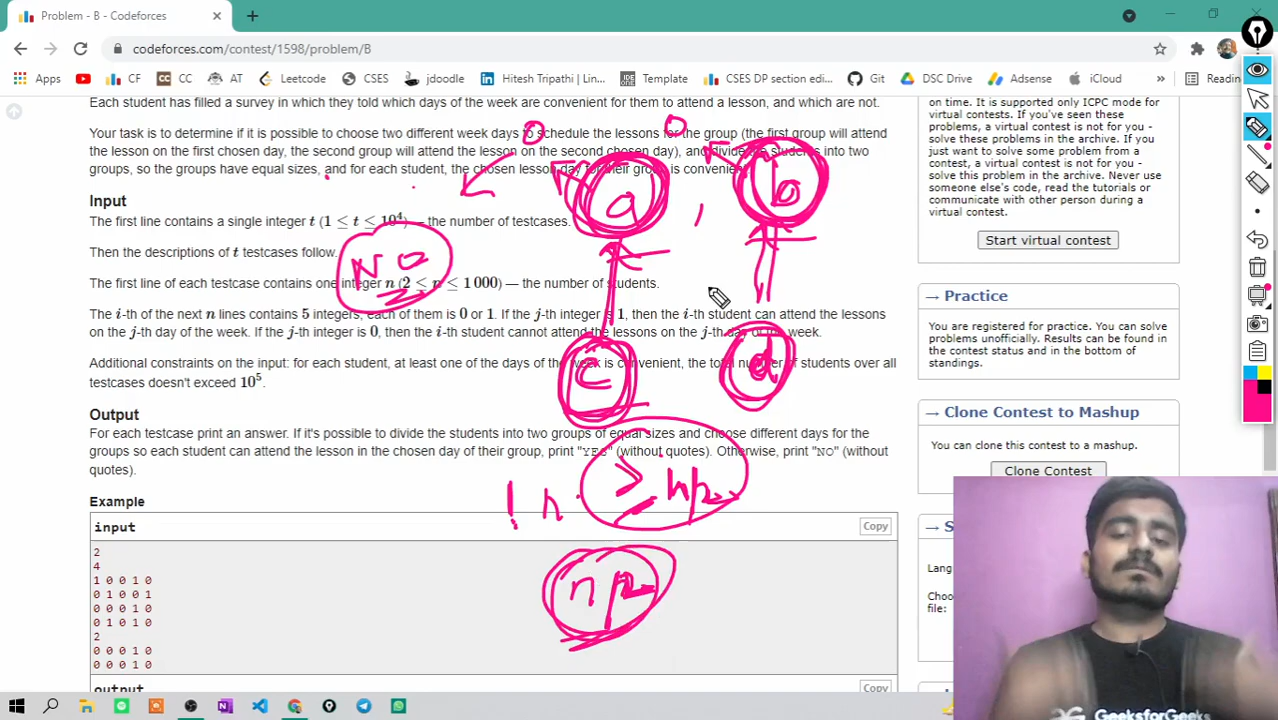 Problem - B - Codeforces
codeforces.com/contest/1598/problem/B
Apps CF CC AT Leetcode CSES jdoodle Hitesh Tripathi | Lin... Template CSES DP section edi... Git DSC Drive Adsense iCloud » Readin
Each student has filled a survey in which they told which days of the week are convenient for them to attend a lesson, and which are not.
Your task is to determine if it is possible to choose two different week days to schedule the lessons for the group (the first group will attend
the lesson on the first chosen day, the second group will attend the lesson on the second chosen day), and divide the students into two
groups, so the groups have equal sizes, and for each student, the chosen lesson day for their group is convenient.
0 0
a , b
Input
The first line contains a single integer t (1 ≤ t ≤ 10^4) — the number of testcases.
Then the descriptions of t testcases follow.
NO
The first line of each testcase contains one integer n (2 ≤ n ≤ 1 000) — the number of students.
The i-th of the next n lines contains 5 integers, each of them is 0 or 1. If the j-th integer is 1, then the i-th student can attend the lessons
on the j-th day of the week. If the j-th integer is 0, then the i-th student cannot attend the lessons on the j-th day of the week.
c d
Additional constraints on the input: for each student, at least one of the days of the week is convenient, the total number of students over all
testcases doesn't exceed 10^5.
Output
For each testcase print an answer. If it's possible to divide the students into two groups of equal sizes and choose different days for the
groups so each student can attend the lesson in the chosen day of their group, print "YES" (without quotes). Otherwise, print "NO" (without
quotes).
! n ≥ n/2
n/2
Example
input Copy
2
4
1 0 0 1 0
0 1 0 0 1
0 0 0 1 0
0 1 0 1 0
2
0 0 0 1 0
0 0 0 1 0
output Copy
on time. It is supported only ICPC mode for
virtual contests. If you've seen these
problems, a virtual contest is not for you -
solve these problems in the archive. If you
just want to solve some problem from a
contest, a virtual contest is not for you -
solve this problem in the archive. Never
use someone else's code, read the tutorials
or communicate with other person during a
virtual contest.
Start virtual contest
→ Practice
You are registered for practice. You can solve
problems unofficially. Results can be found in
the contest status and in the bottom of
standings.
→ Clone Contest to Mashup
You can clone this contest to a mashup.
Clone Contest
→ S
Lang
Choo
file:
GeeksforGeeks